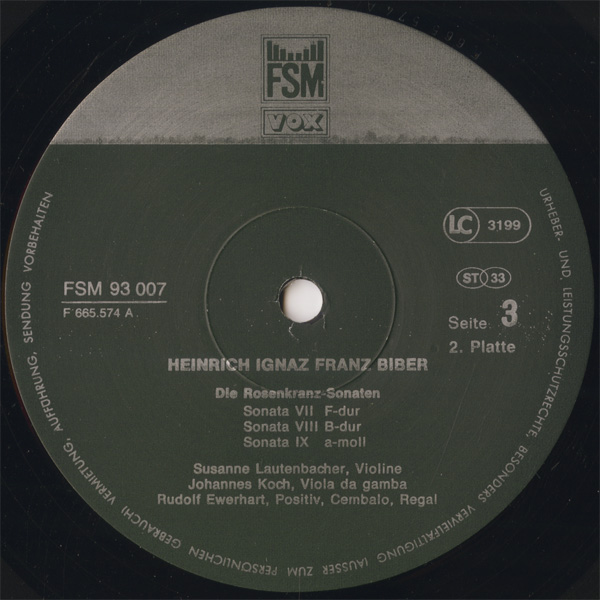 FSM
VOX
LC 3199
ST 33
FSM 93 007
F 665.574 A
Seite 3
2. Platte
HEINRICH IGNAZ FRANZ BIBER
Die Rosenkranz-Sonaten
Sonata VII F-dur
Sonata VIII B-dur
Sonata IX a-moll
Susanne Lautenbacher, Violine
Johannes Koch, Viola da gamba
Rudolf Ewerhart, Positiv, Cembalo, Regal
URHEBER- UND LEISTUNGSSCHUTZRECHTE, BESONDERS VERVIELFÄLTIGUNG (AUSSER ZUM PERSÖNLICHEN GEBRAUCH) VERMIETUNG, AUFFÜHRUNG, SENDUNG VORBEHALTEN